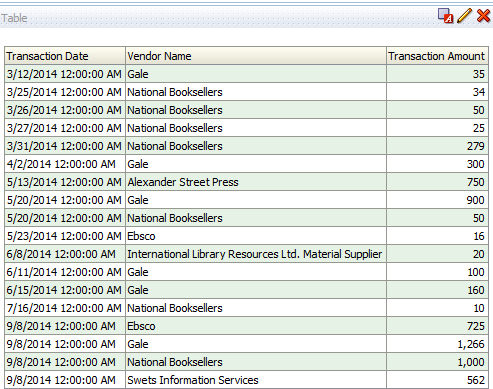 Table
Transaction Date Vendor Name Transaction Amount
3/12/2014 12:00:00 AM Gale 35
3/25/2014 12:00:00 AM National Booksellers 34
3/26/2014 12:00:00 AM National Booksellers 50
3/27/2014 12:00:00 AM National Booksellers 25
3/31/2014 12:00:00 AM National Booksellers 279
4/2/2014 12:00:00 AM Gale 300
5/13/2014 12:00:00 AM Alexander Street Press 750
5/20/2014 12:00:00 AM Gale 900
5/20/2014 12:00:00 AM National Booksellers 50
5/23/2014 12:00:00 AM Ebsco 16
6/8/2014 12:00:00 AM International Library Resources Ltd. Material Supplier 20
6/11/2014 12:00:00 AM Gale 100
6/15/2014 12:00:00 AM Gale 160
7/16/2014 12:00:00 AM National Booksellers 10
9/8/2014 12:00:00 AM Ebsco 725
9/8/2014 12:00:00 AM Gale 1,266
9/8/2014 12:00:00 AM National Booksellers 1,000
9/8/2014 12:00:00 AM Swets Information Services 562